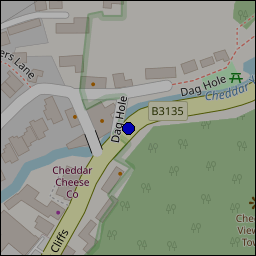 ers Lane
Dag Hole
Cheddar Y
B3135
Dag Hole
Cheddar
Cheese
Co
Cliffs
Che
View
Tow